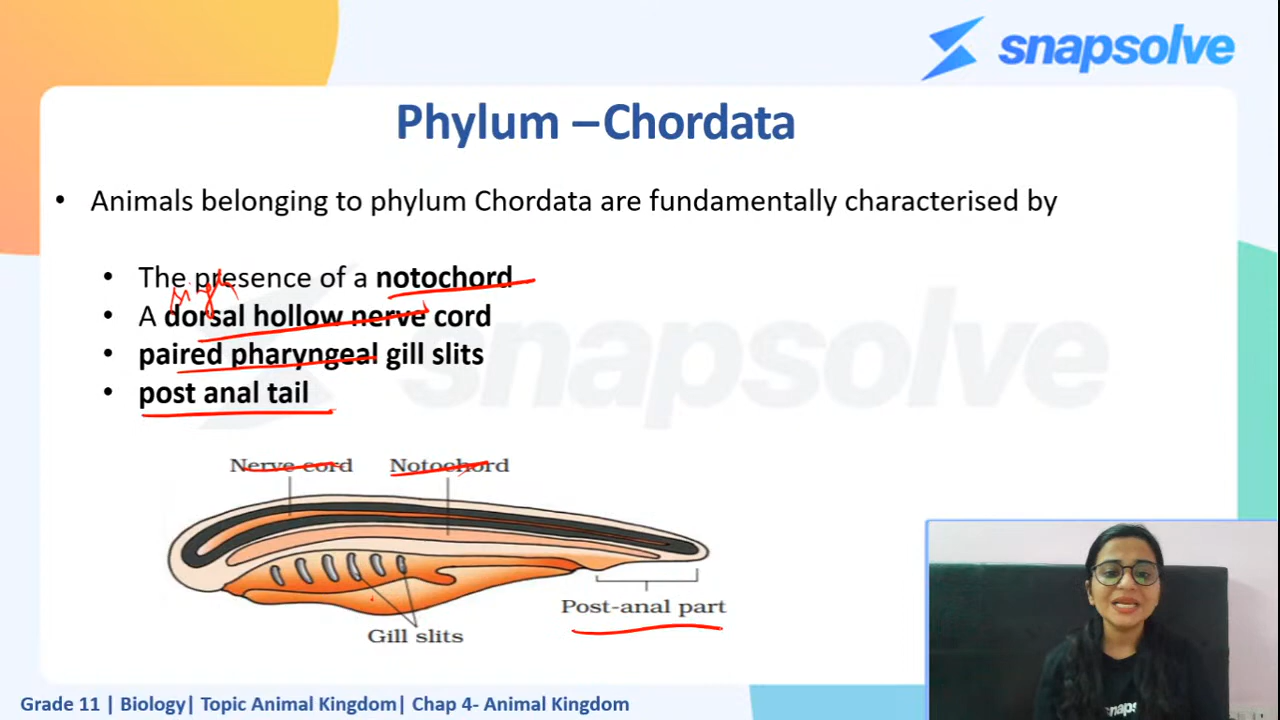 snapsolve
Phylum –Chordata
• Animals belonging to phylum Chordata are fundamentally characterised by
• The presence of a notochord
• A dorsal hollow nerve cord
• paired pharyngeal gill slits
• post anal tail
snapsolve
Nerve cord Notochord
Post-anal part
Gill slits
snaps
Grade 11 | Biology| Topic Animal Kingdom| Chap 4- Animal Kingdom